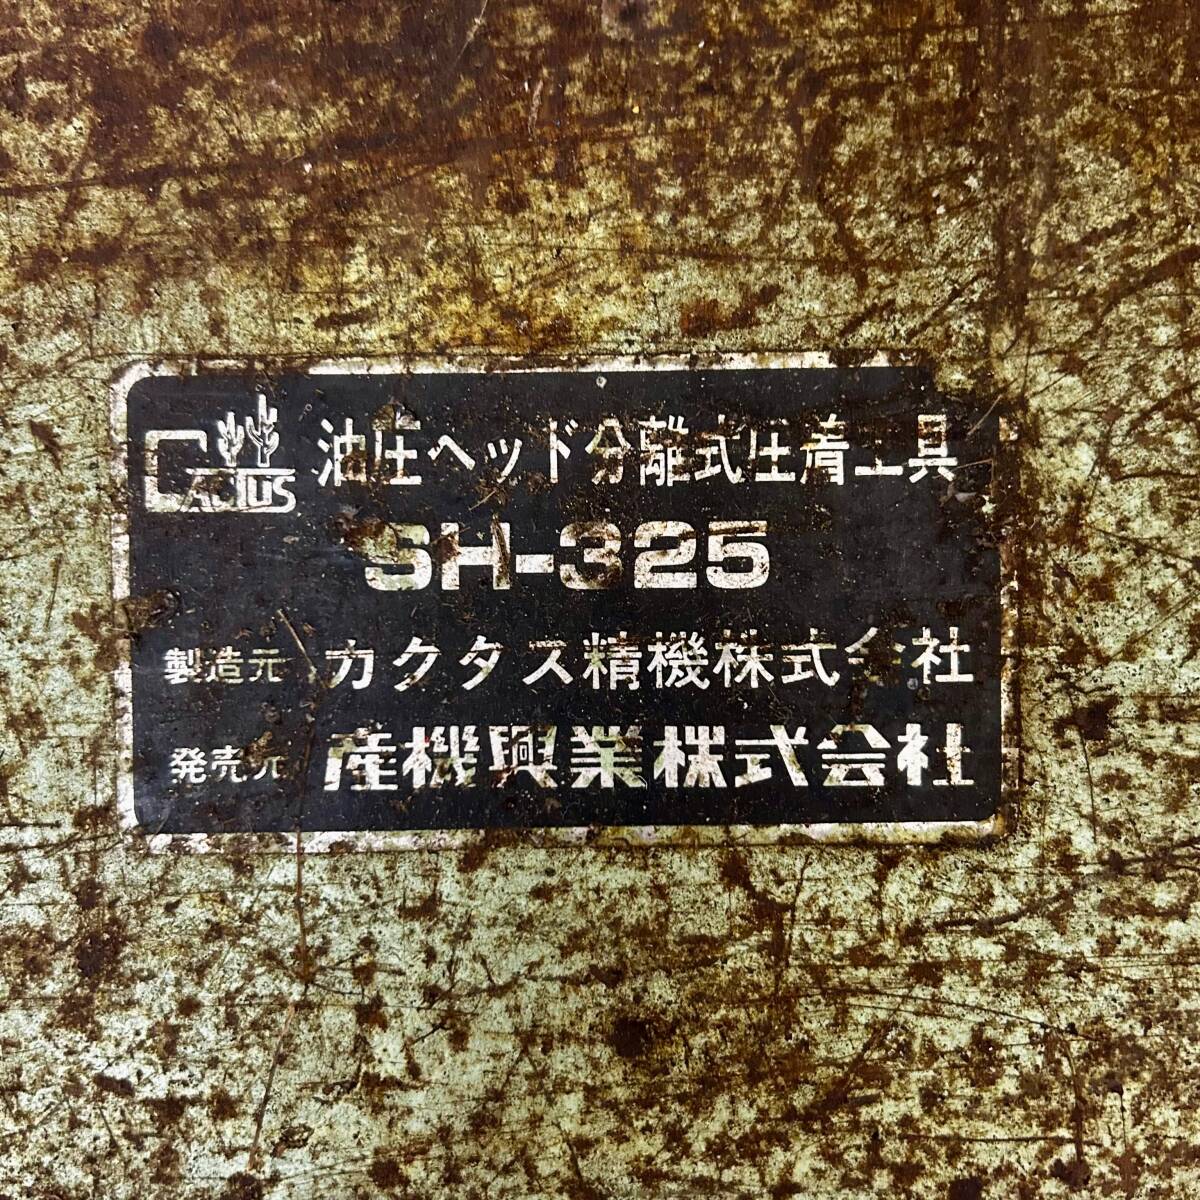 CACTUS 油圧ヘッド分離式圧着工具
SH-325
製造元 カクタス精機株式会社
発売元 産機興業株式会社